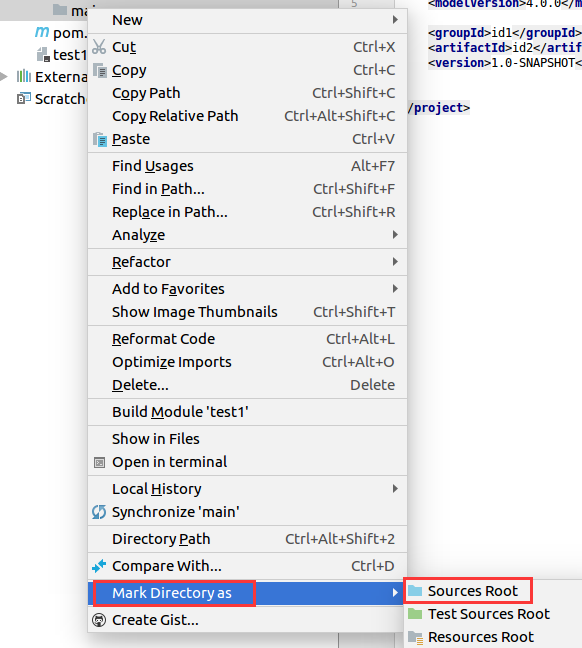 5
<modelVersion>4.0.0</m
<groupId>id1</groupId>
<artifactId>id2</artif
<version>1.0-SNAPSHOT<
/project>
ma
pom.
test1
Externa
Scratch
New
Cut Ctrl+X
Copy Ctrl+C
Copy Path Ctrl+Shift+C
Copy Relative Path Ctrl+Alt+Shift+C
Paste Ctrl+V
Find Usages Alt+F7
Find in Path... Ctrl+Shift+F
Replace in Path... Ctrl+Shift+R
Analyze
Refactor
Add to Favorites
Show Image Thumbnails Ctrl+Shift+T
Reformat Code Ctrl+Alt+L
Optimize Imports Ctrl+Alt+O
Delete... Delete
Build Module 'test1'
Show in Files
Open in terminal
Local History
Synchronize 'main'
Directory Path Ctrl+Alt+Shift+2
Compare With... Ctrl+D
Mark Directory as
Create Gist...
Sources Root
Test Sources Root
Resources Root